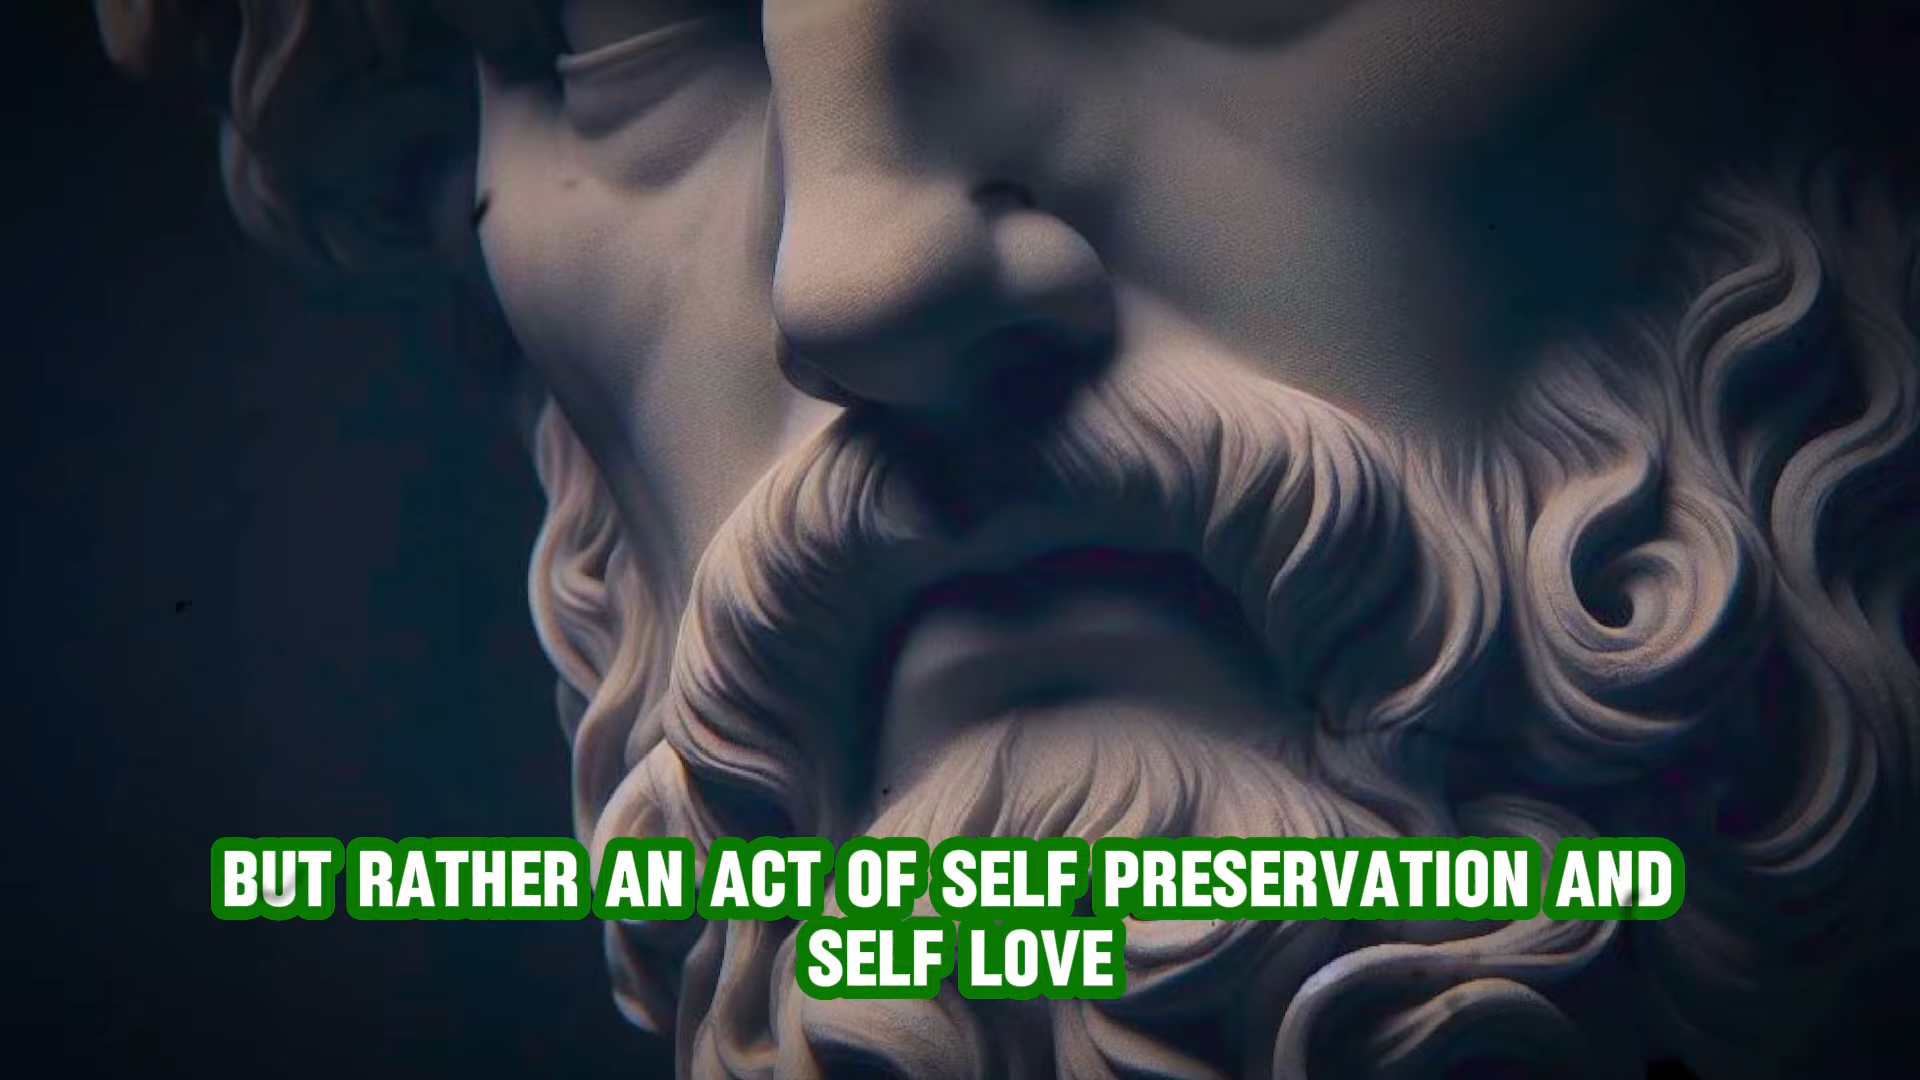 BUT RATHER AN ACT OF SELF PRESERVATION AND
SELF LOVE